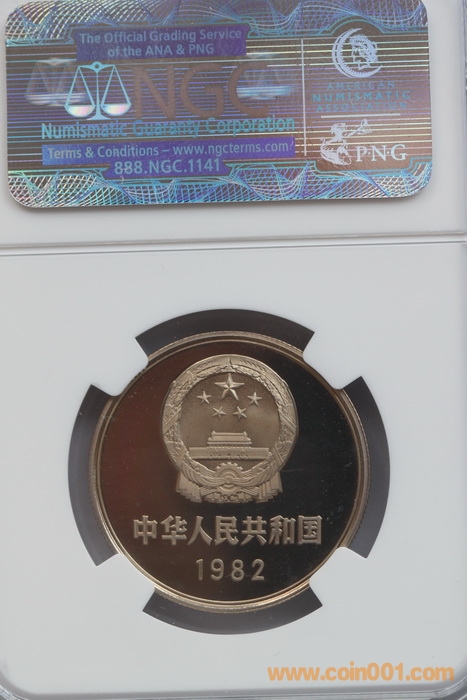 The Official Grading Service
of the ANA & PNG
NGC
Numismatic Guaranty Corporation
Terms & Conditions – www.ngcterms.com
888.NGC.1141
AMERICAN
NUMISMATIC
ASSOCIATION
P·N·G
中华人民共和国
1982
www.coin001.com